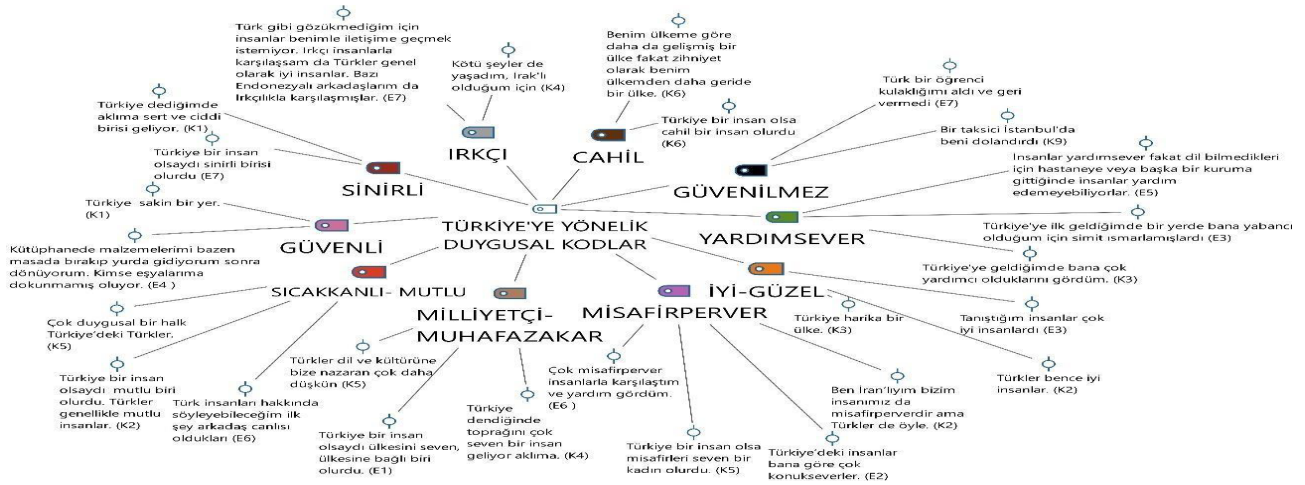 Türk gibi gözükmediğim için
insanlar benimle iletişime geçmek
istemiyor. Irkçı insanlarla
karşılaşsam da Türkler genel
olarak iyi insanlar. Bazı
Endonezyalı arkadaşlarım da
Irkçılıkla karşılaşmışlar. (E7)
Kötü şeyler de
yaşadım, Irak'lı
olduğum için (K4)
Benim ülkeme göre
daha da gelişmiş bir
ülke fakat zihniyet
olarak benim
ülkemden daha geride
bir ülke. (K6)
Türkiye bir insan olsa
cahil bir insan olurdu
(K6)
Türk bir öğrenci
kulaklığımı aldı ve geri
vermedi (E7)
Bir taksici İstanbul'da
beni dolandırdı (K9)
Türkiye dediğimde
aklıma sert ve ciddi
birisi geliyor. (K1)
Türkiye bir insan
olsaydı sinirli birisi
olurdu (E7)
IRKÇI
CAHİL
SİNİRLİ
GÜVENİLMEZ
İnsanlar yardımsever fakat dil bilmedikleri
için hastaneye veya başka bir kuruma
gittiğinde insanlar yardım
edemeyebiliyorlar. (E5)
Türkiye sakin bir yer.
(K1)
GÜVENLİ
TÜRKİYE'YE YÖNELİK
DUYGUSAL KODLAR
YARDIMSEVER
Türkiye'ye ilk geldiğimde bir yerde bana yabancı
olduğum için simit ısmarlamışlardı (E3)
Türkiye'ye geldiğimde bana çok
yardımcı olduklarını gördüm. (K3)
Kütüphanede malzemelerimi bazen
masada bırakıp yurda gidiyorum sonra
dönüyorum. Kimse eşyalarıma
dokunmamış oluyor. (E4 )
SICAKKANLI- MUTLU
MİLLİYETÇİ-
MUHAFAZAKAR
MİSAFİRPERVER
İYİ-GÜZEL
Türkiye harika bir
ülke. (K3)
Tanıştığım insanlar çok
iyi insanlardı (E3)
Türkler bence iyi
insanlar. (K2)
Çok duygusal bir halk
Türkiye'deki Türkler.
(K5)
Türkiye bir insan
olsaydı mutlu biri
olurdu. Türkler
genellikle mutlu
insanlar. (K2)
Türk insanları hakkında
söyleyebileceğim ilk
şey arkadaş canlısı
oldukları (E6)
Türkler dil ve kültürüne
bize nazaran çok daha
düşkün (K5)
Türkiye bir insan
olsaydı ülkesini seven,
ülkesine bağlı biri
olurdu. (E1)
Türkiye
dendiğinde
toprağını çok
seven bir insan
geliyor aklıma. (K4)
Çok misafirperver
insanlarla karşılaştım
ve yardım gördüm.
(E6 )
Türkiye bir insan olsa
misafirleri seven bir
kadın olurdu. (K5)
Türkiye'deki insanlar
bana göre çok
konukseverler. (E2)
Ben İran'lıyım bizim
insanımız da
misafirperverdir ama
Türkler de öyle. (K2)